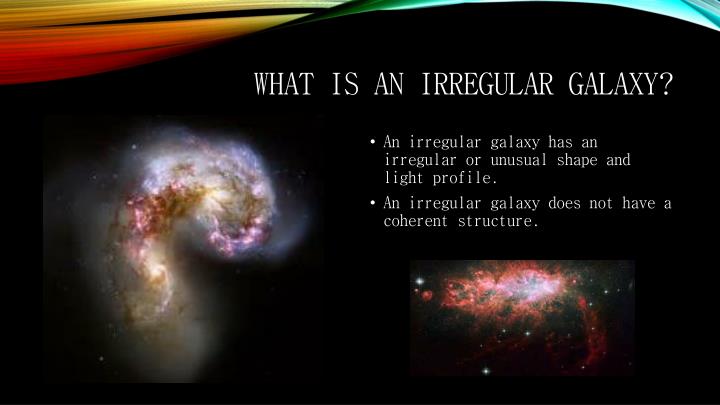 WHAT IS AN IRREGULAR GALAXY?
• An irregular galaxy has an
irregular or unusual shape and
light profile.
• An irregular galaxy does not have a
coherent structure.